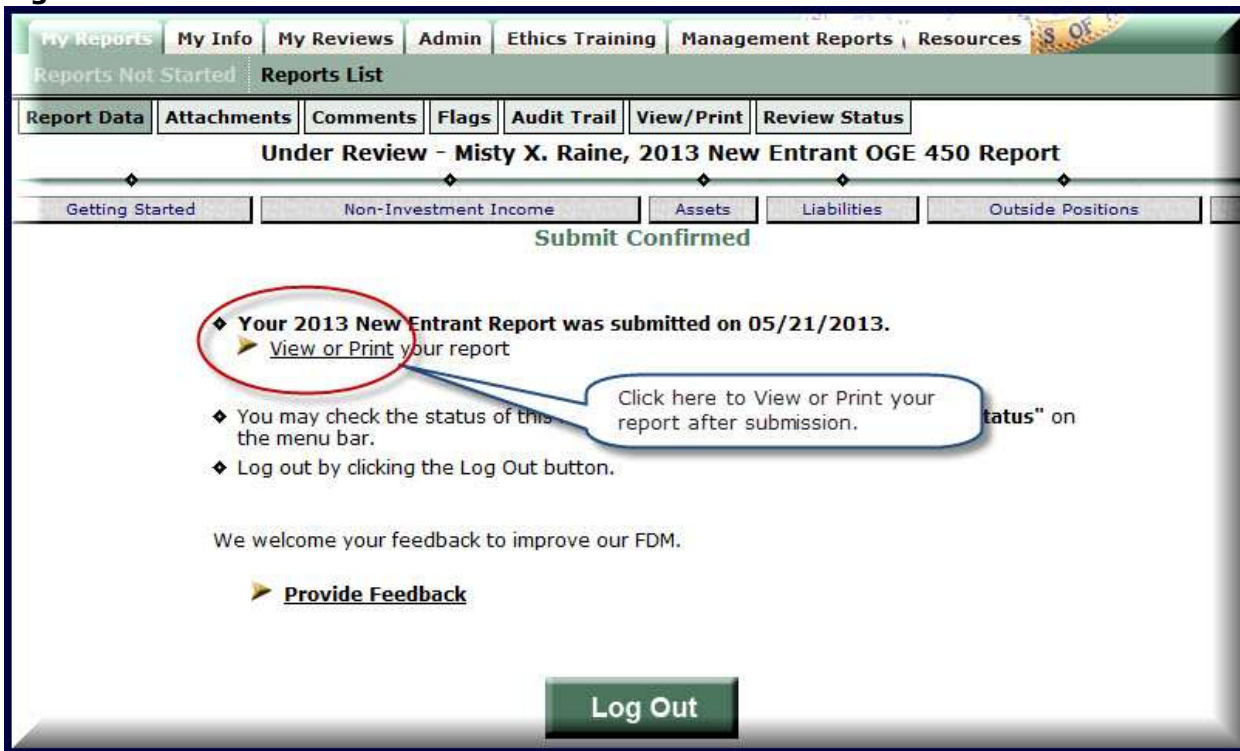 My Reports My Info My Reviews Admin Ethics Training Management Reports Resources S OF
Reports Not Started Reports List
Report Data Attachments Comments Flags Audit Trail View/Print Review Status
Under Review - Misty X. Raine, 2013 New Entrant OGE 450 Report
Getting Started Non-Investment Income Assets Liabilities Outside Positions
Submit Confirmed
Your 2013 New Entrant Report was submitted on 05/21/2013.
View or Print your report
Click here to View or Print your
report after submission.
You may check the status of this tatus" on
the menu bar.
Log out by clicking the Log Out button.
We welcome your feedback to improve our FDM.
Provide Feedback
Log Out